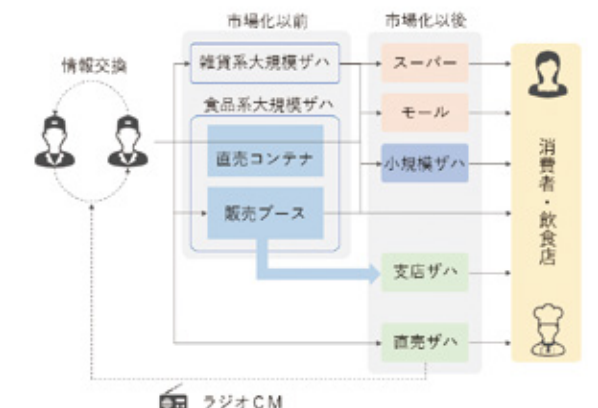 市場化以前
市場化以後
情報交換
雑貨系大規模ザハ
スーパー
食品系大規模ザハ
モール
直売コンテナ
小規模ザハ
消費者・飲食店
販売ブース
支店ザハ
直売ザハ
ラジオCM